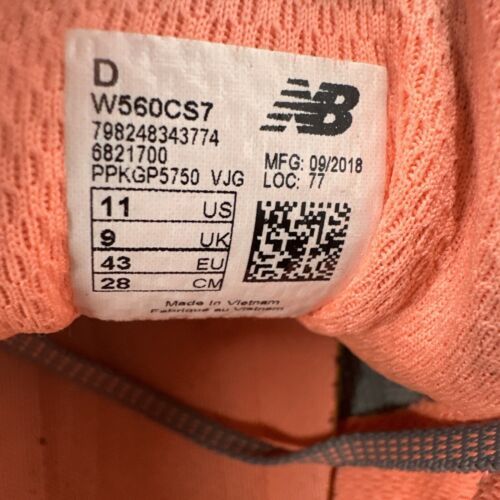 D
W560CS7
798248343774
6821700
PPKGP5750 VJG
NB
MFG: 09/2018
LOC: 77
11 US
9 UK
43 EU
28 CM
Made in Vietnam
Fabriqué au Vietnam